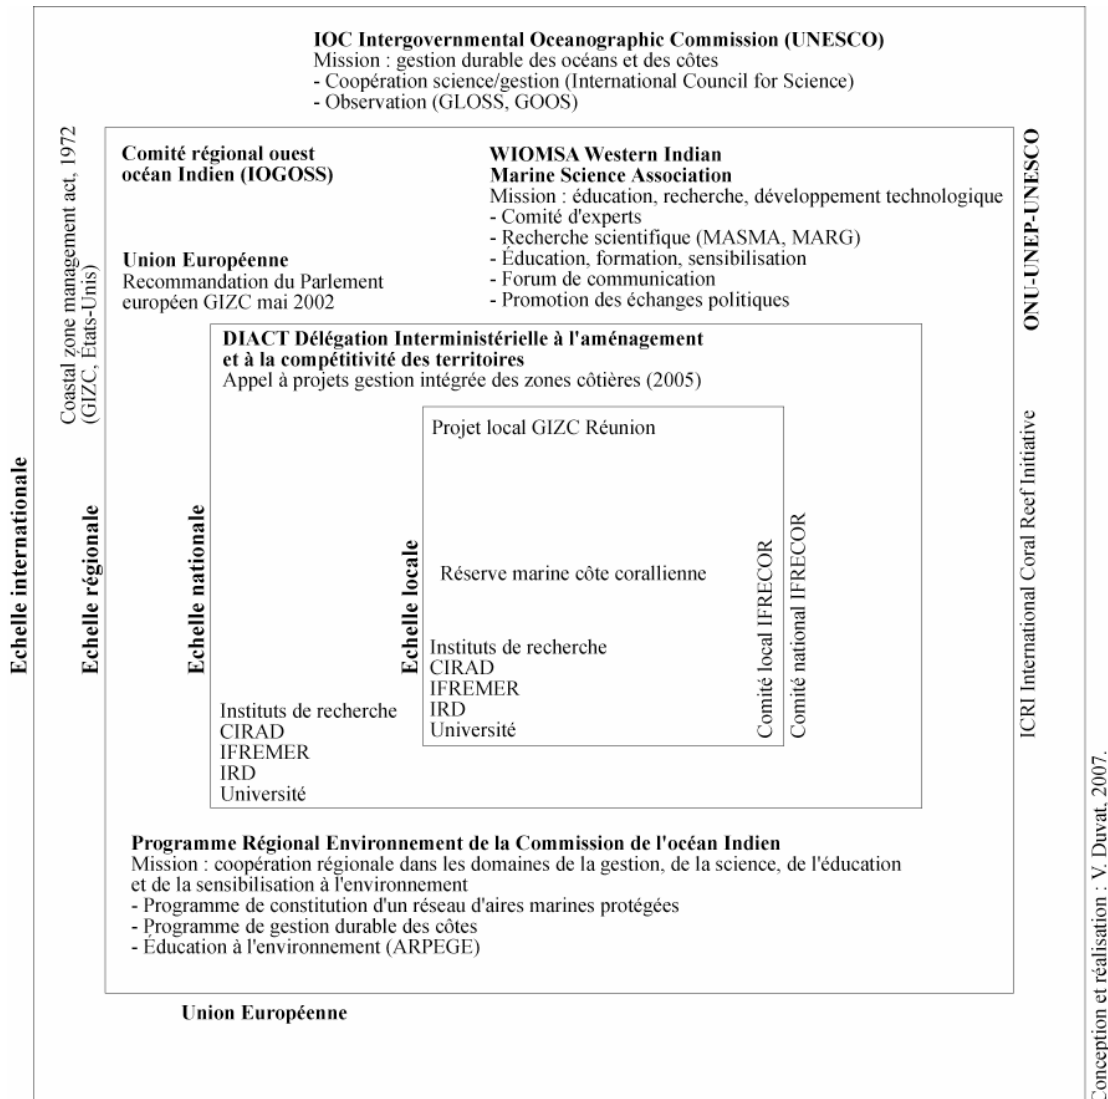 IOC Intergovernmental Oceanographic Commission (UNESCO)
Mission : gestion durable des océans et des côtes
- Coopération science/gestion (International Council for Science)
- Observation (GLOSS, GOOS)
Coastal zone management act, 1972
(GIZC, États-Unis)
Comité régional ouest
océan Indien (IOGOSS)
Union Européenne
Recommandation du Parlement
européen GIZC mai 2002
WIOMSA Western Indian
Marine Science Association
Mission : éducation, recherche, développement technologique
- Comité d'experts
- Recherche scientifique (MASMA, MARG)
- Éducation, formation, sensibilisation
- Forum de communication
- Promotion des échanges politiques
ONU-UNEP-UNESCO
DIACT Délégation Interministérielle à l'aménagement
et à la compétitivité des territoires
Appel à projets gestion intégrée des zones côtières (2005)
Projet local GIZC Réunion
Echelle internationale
Echelle régionale
Echelle nationale
Echelle locale
Réserve marine côte corallienne
Instituts de recherche
CIRAD
IFREMER
IRD
Université
Comité local IFRECOR
Comité national IFRECOR
ICRI International Coral Reef Initiative
Instituts de recherche
CIRAD
IFREMER
IRD
Université
Programme Régional Environnement de la Commission de l'océan Indien
Mission : coopération régionale dans les domaines de la gestion, de la science, de l'éducation
et de la sensibilisation à l'environnement
- Programme de constitution d'un réseau d'aires marines protégées
- Programme de gestion durable des côtes
- Éducation à l'environnement (ARPEGE)
Union Européenne
Conception et réalisation : V. Duvat, 2007.